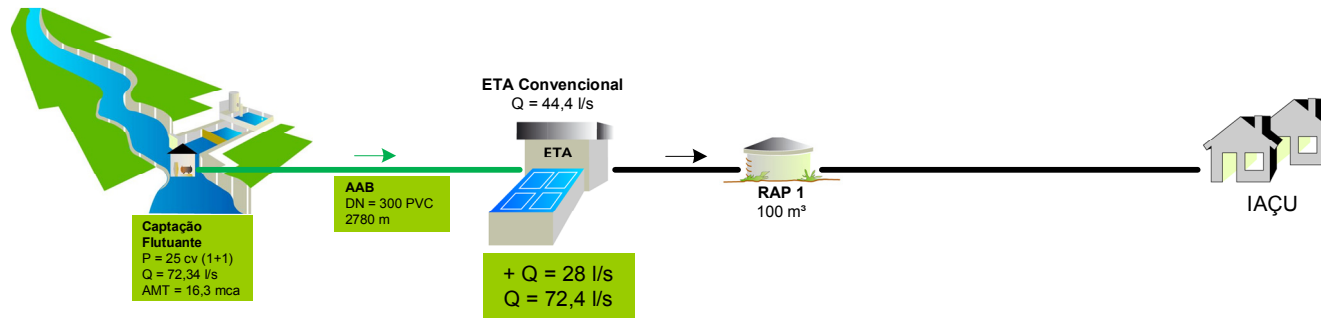 ETA Convencional
Q = 44,4 l/s
ETA
AAB
DN = 300 PVC
2780 m
RAP 1
100 m³
IAÇU
Captação
Flutuante
P = 25 cv (1+1)
Q = 72,34 l/s
AMT = 16,3 mca
+ Q = 28 l/s
Q = 72,4 l/s